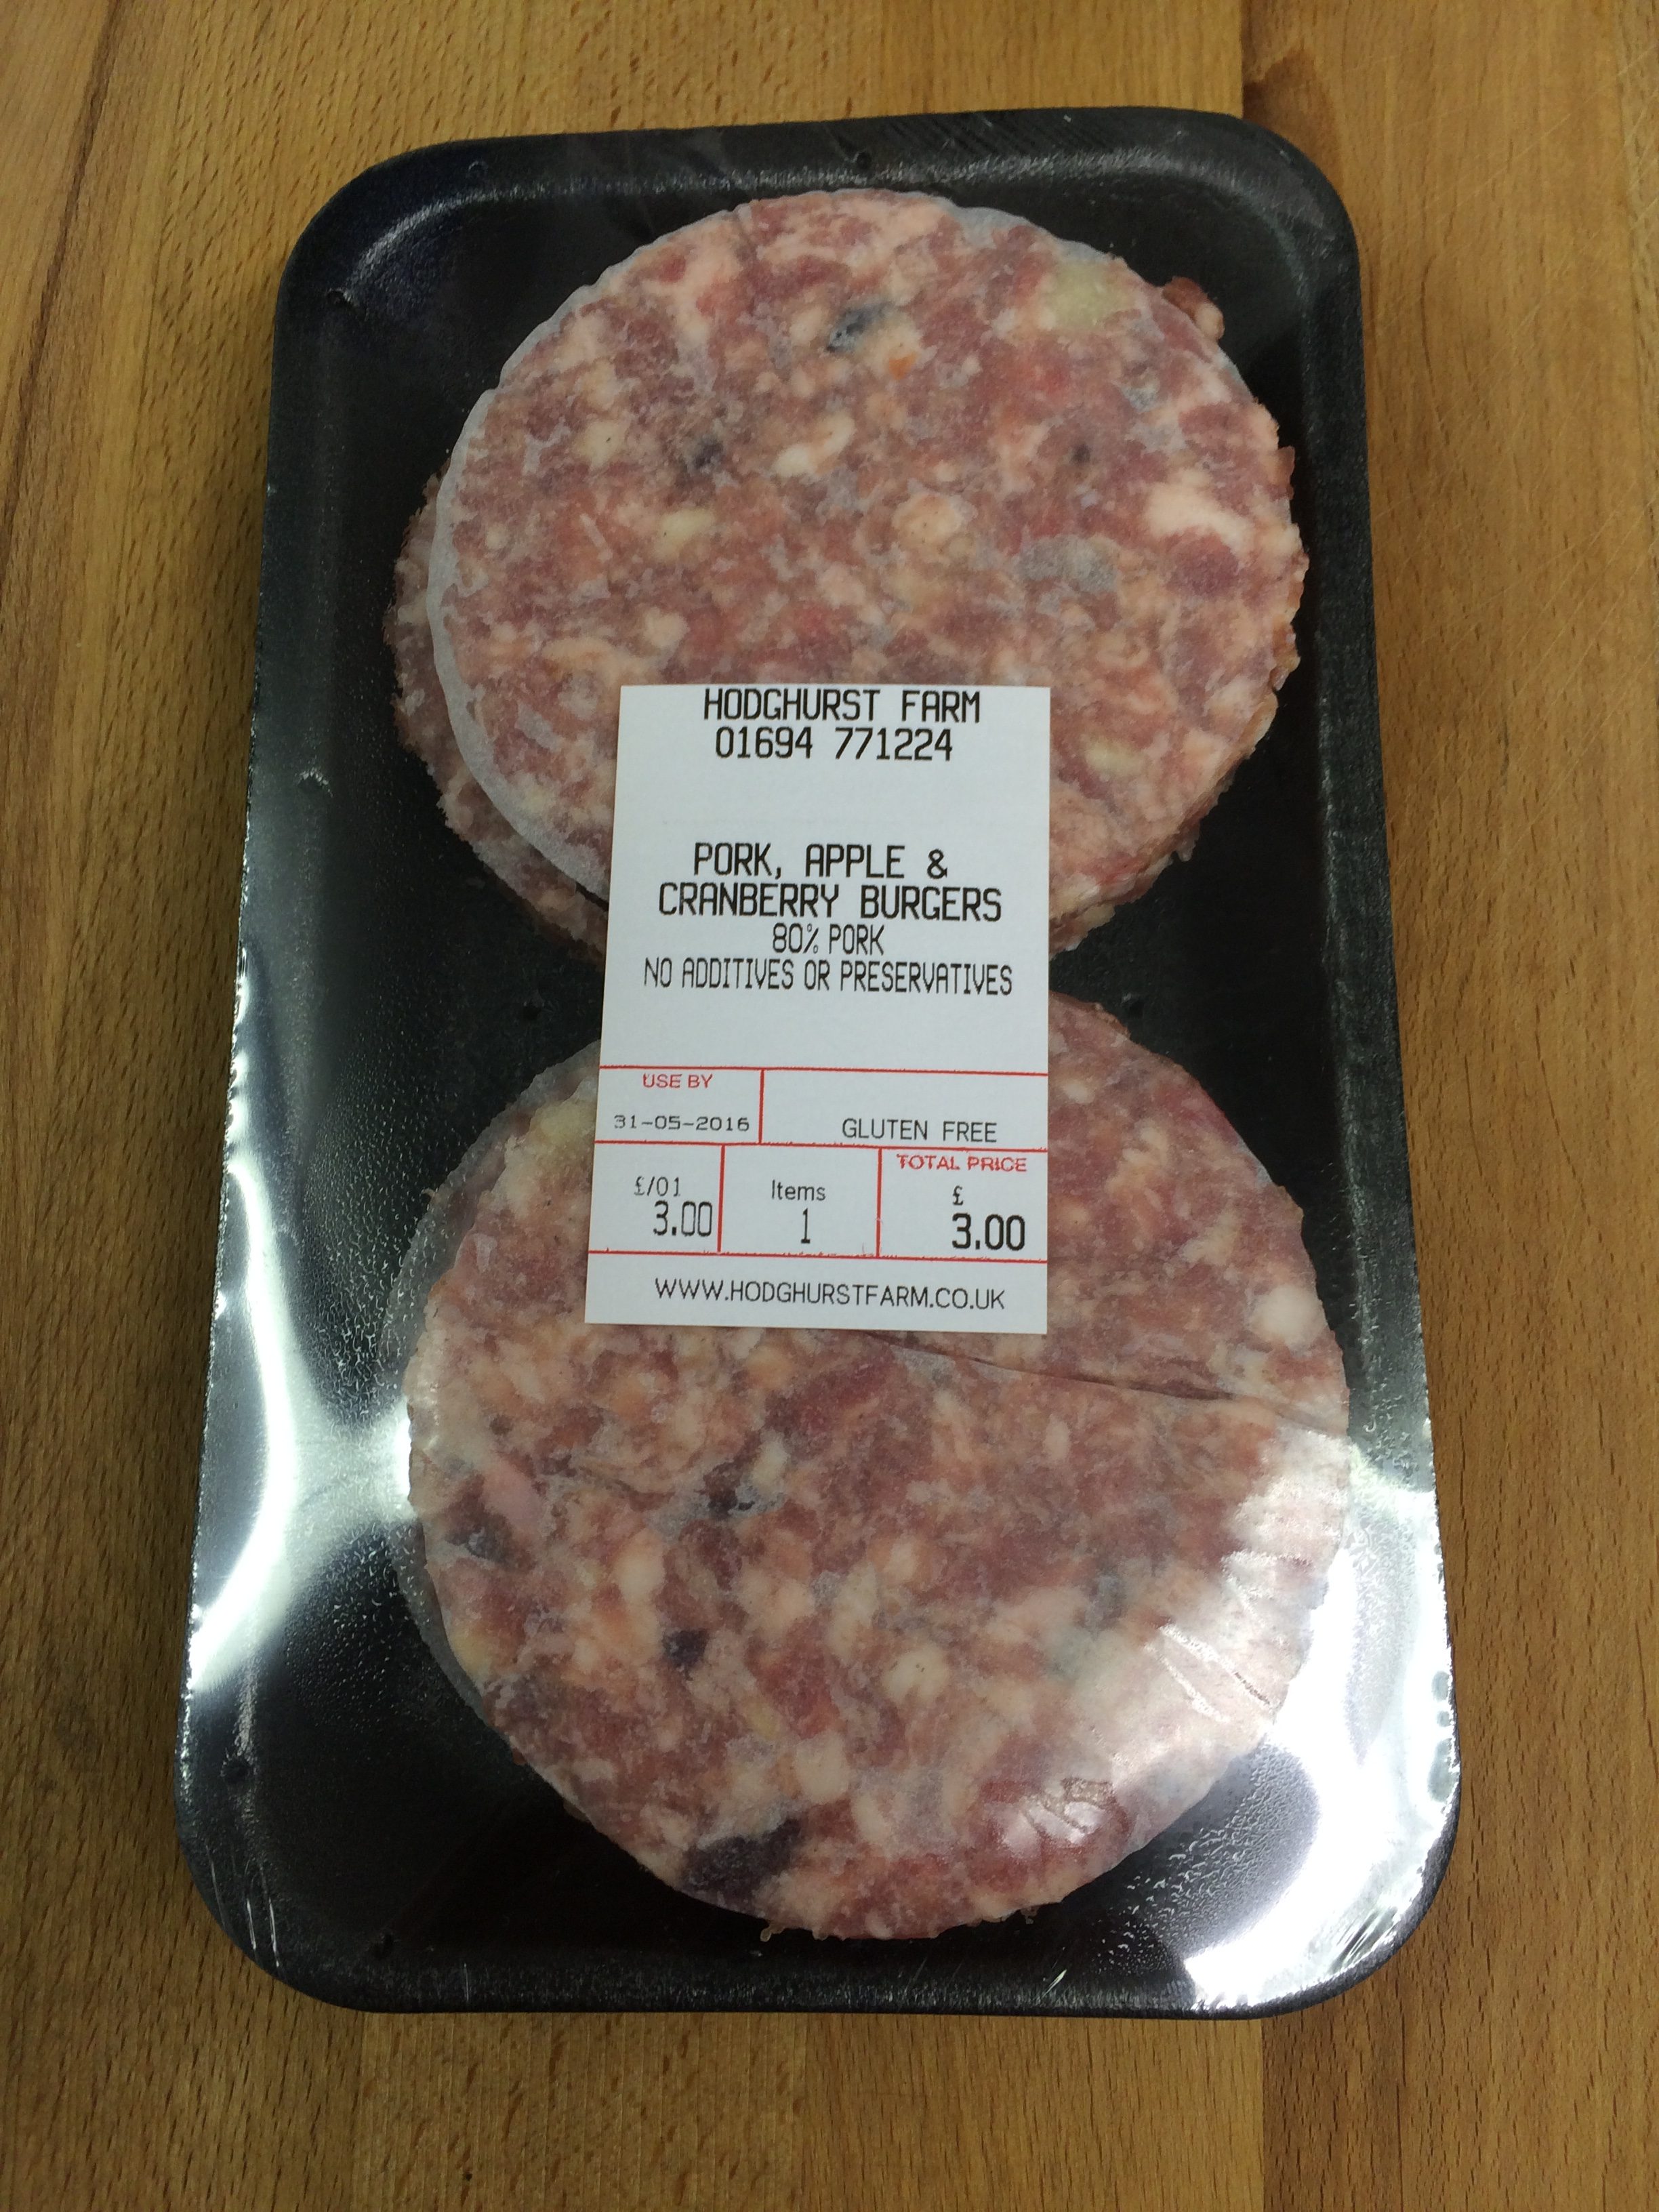 HODGHURST FARM
01694 771224
PORK, APPLE &
CRANBERRY BURGERS
80% PORK
NO ADDITIVES OR PRESERVATIVES
USE BY
31-05-2016
GLUTEN FREE
£/01
3.00
Items
1
TOTAL PRICE
£
3.00
WWW.HODGHURSTFARM.CO.UK